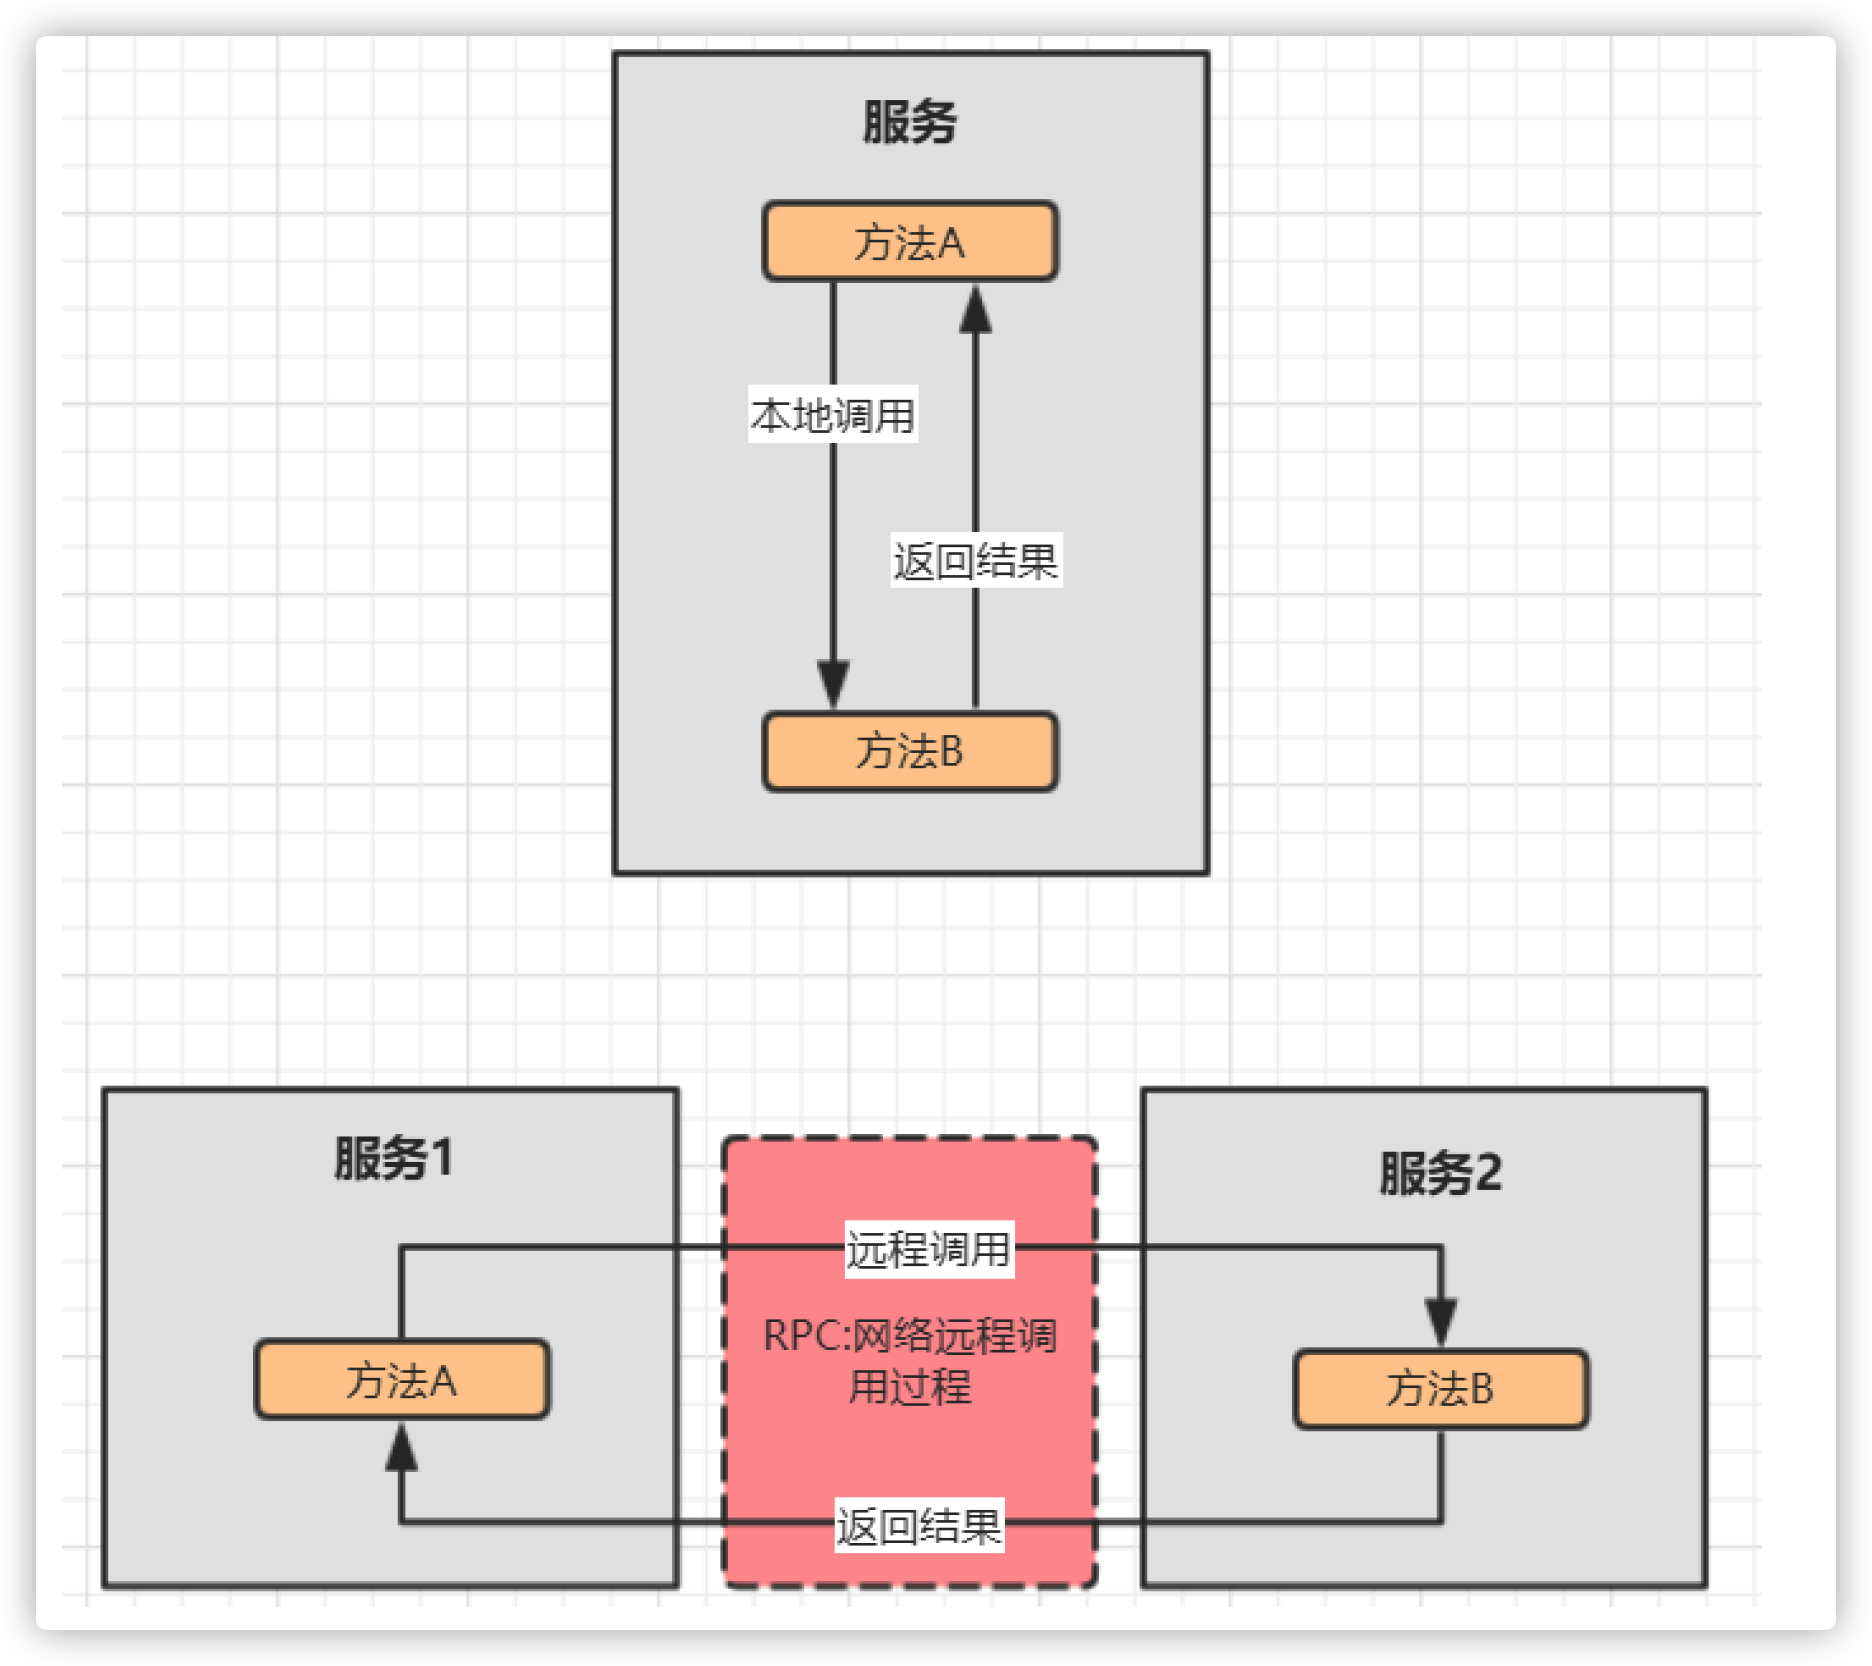 服务
方法A
本地调用
返回结果
方法B
服务1
服务2
远程调用
RPC:网络远程调
用过程
方法A
方法B
返回结果